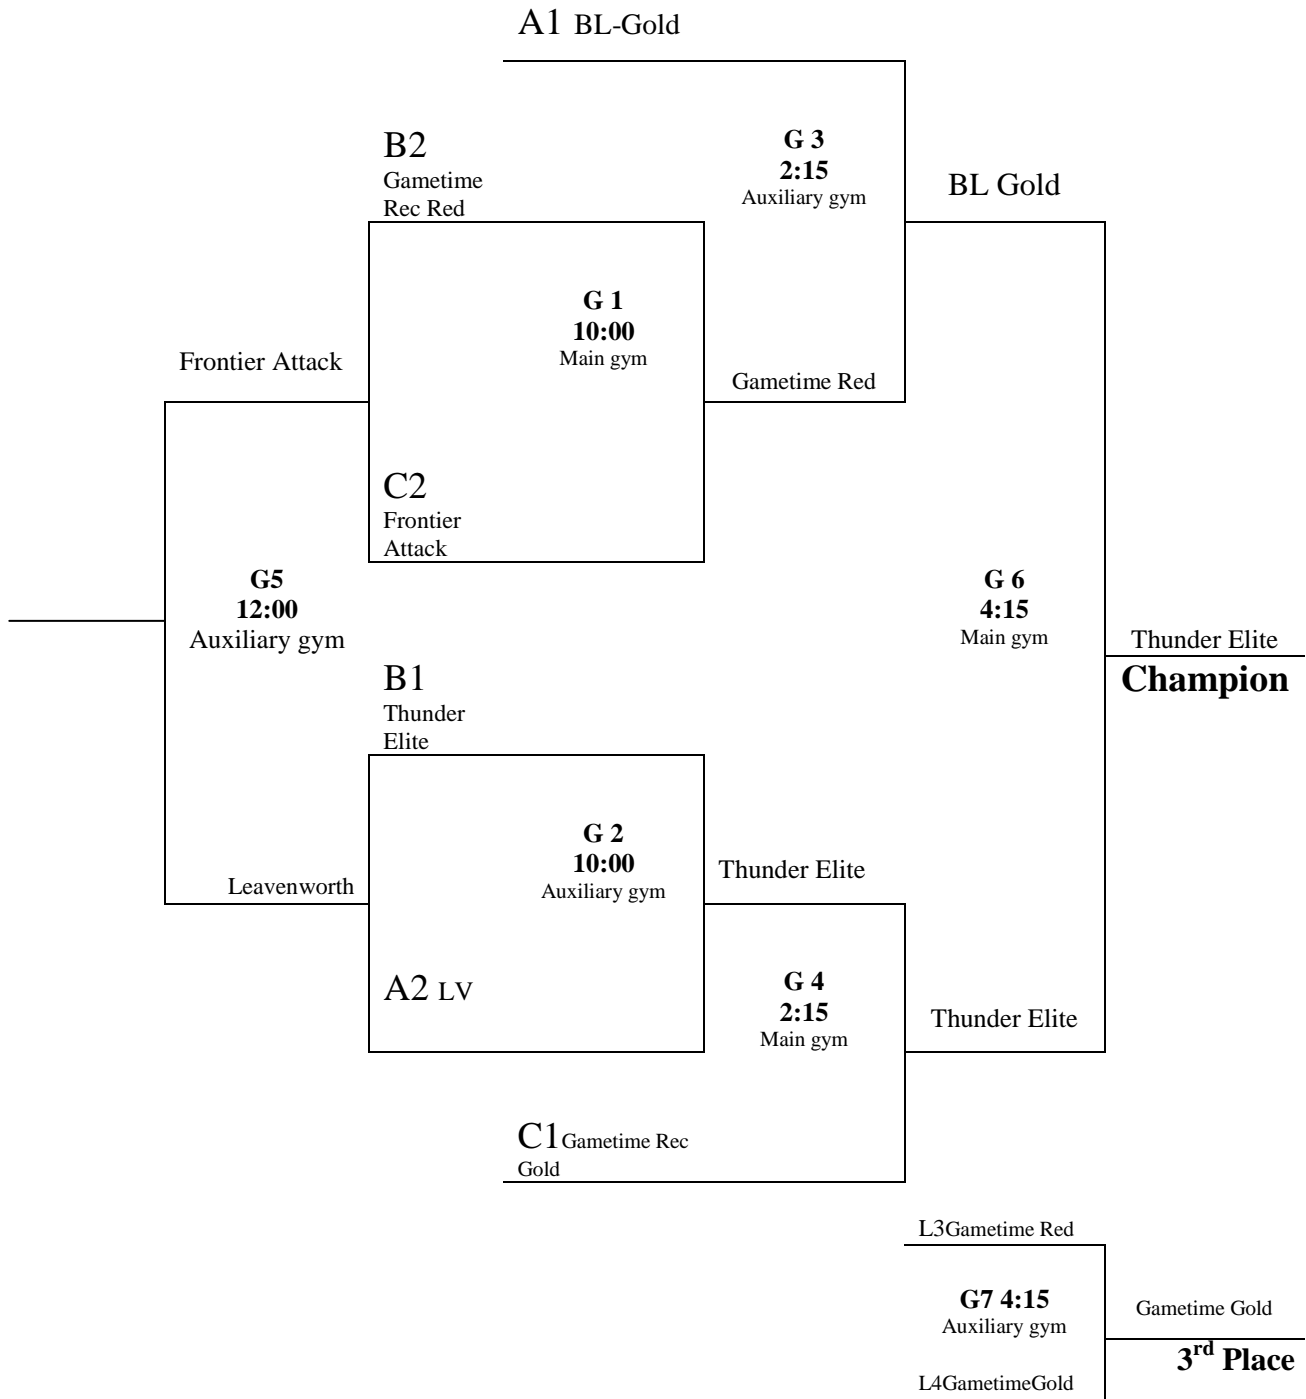 A1 BL-Gold
B2
Gametime
Rec Red
G 3
2:15
Auxiliary gym
BL Gold
G 1
10:00
Main gym
Frontier Attack
Gametime Red
C2
Frontier
Attack
G5
12:00
Auxiliary gym
G 6
4:15
Main gym
Thunder Elite
Champion
B1
Thunder
Elite
G 2
10:00
Auxiliary gym
Thunder Elite
Leavenworth
A2 LV
G 4
2:15
Main gym
Thunder Elite
C1Gametime Rec
Gold
L3Gametime Red
G7 4:15
Auxiliary gym
Gametime Gold
3rd Place
L4GametimeGold